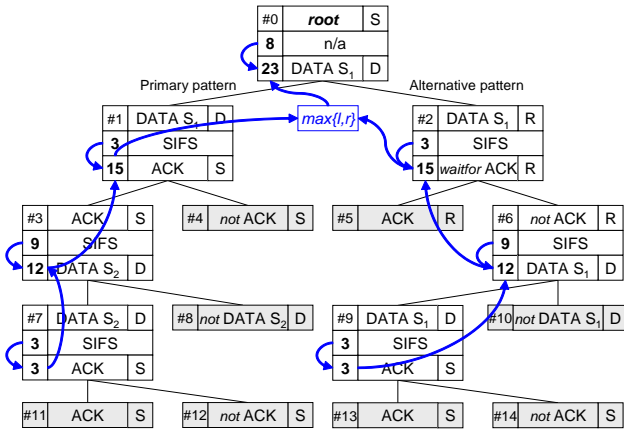 #0 root S
8 n/a
23 DATA S₁ D
Primary pattern
Alternative pattern
max{l,r}
#1 DATA S₁ D
3 SIFS
15 ACK S
#2 DATA S₁ R
3 SIFS
15 waitfor ACK R
#3 ACK S
9 SIFS
12 DATA S₂ D
#4 not ACK S
#5 ACK R
#6 not ACK R
9 SIFS
12 DATA S₁ D
#7 DATA S₂ D
3 SIFS
3 ACK S
#8 not DATA S₂ D
#9 DATA S₁ D
3 SIFS
3 ACK S
#10 not DATA S₁ D
#11 ACK S
#12 not ACK S
#13 ACK S
#14 not ACK S